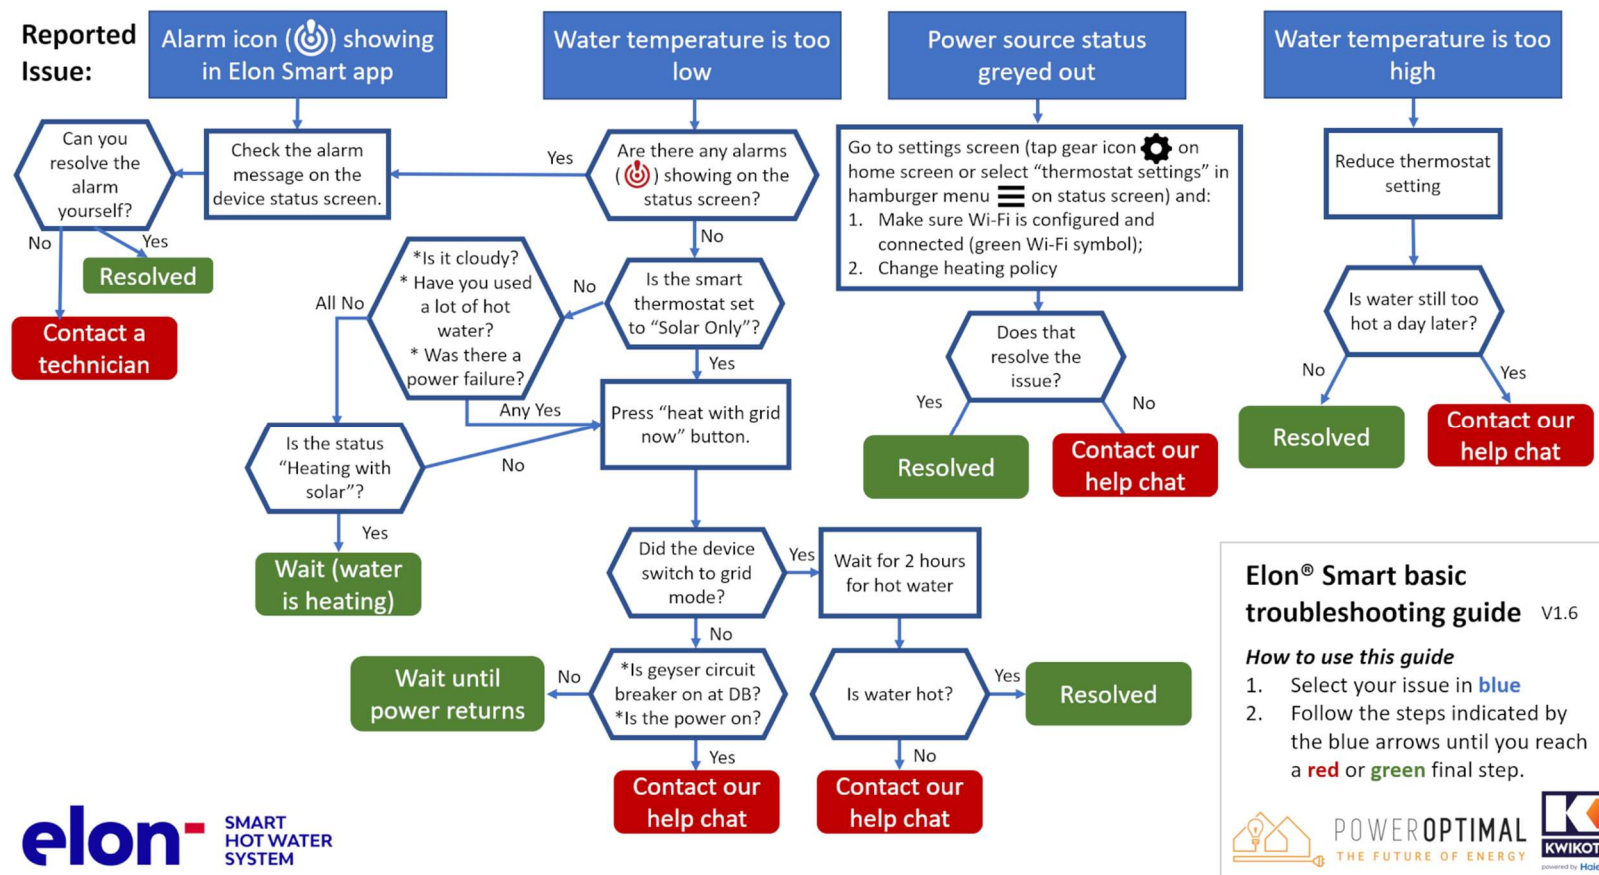 Reported
Issue:
Alarm icon ( ) showing
in Elon Smart app
Water temperature is too
low
Power source status
greyed out
Water temperature is too
high
Can you
resolve the
alarm
yourself?
Check the alarm
message on the
device status screen.
Yes
Are there any alarms
( ) showing on the
status screen?
Go to settings screen (tap gear icon on
home screen or select “thermostat settings” in
hamburger menu on status screen) and:
1. Make sure Wi-Fi is configured and
connected (green Wi-Fi symbol);
2. Change heating policy
Reduce thermostat
setting
No
Yes
Resolved
Contact a
technician
No
*Is it cloudy?
* Have you used
a lot of hot
water?
* Was there a
power failure?
All No
No
Is the smart
thermostat set
to “Solar Only”?
Yes
Any Yes
Press “heat with grid
now” button.
Is the status
“Heating with
solar”?
No
Yes
Wait (water
is heating)
Does that
resolve the
issue?
Yes
No
Resolved
Contact our
help chat
Is water still too
hot a day later?
No
Yes
Resolved
Contact our
help chat
Did the device
switch to grid
mode?
Yes
Wait for 2 hours
for hot water
No
Wait until
power returns
No
*Is geyser circuit
breaker on at DB?
*Is the power on?
Is water hot?
Yes
Resolved
Yes
Contact our
help chat
No
Contact our
help chat
Elon® Smart basic
troubleshooting guide V1.6
How to use this guide
1. Select your issue in blue
2. Follow the steps indicated by
the blue arrows until you reach
a red or green final step.
elon
SMART
HOT WATER
SYSTEM
POWEROPTIMAL
THE FUTURE OF ENERGY
KWIKOT
powered by Haie